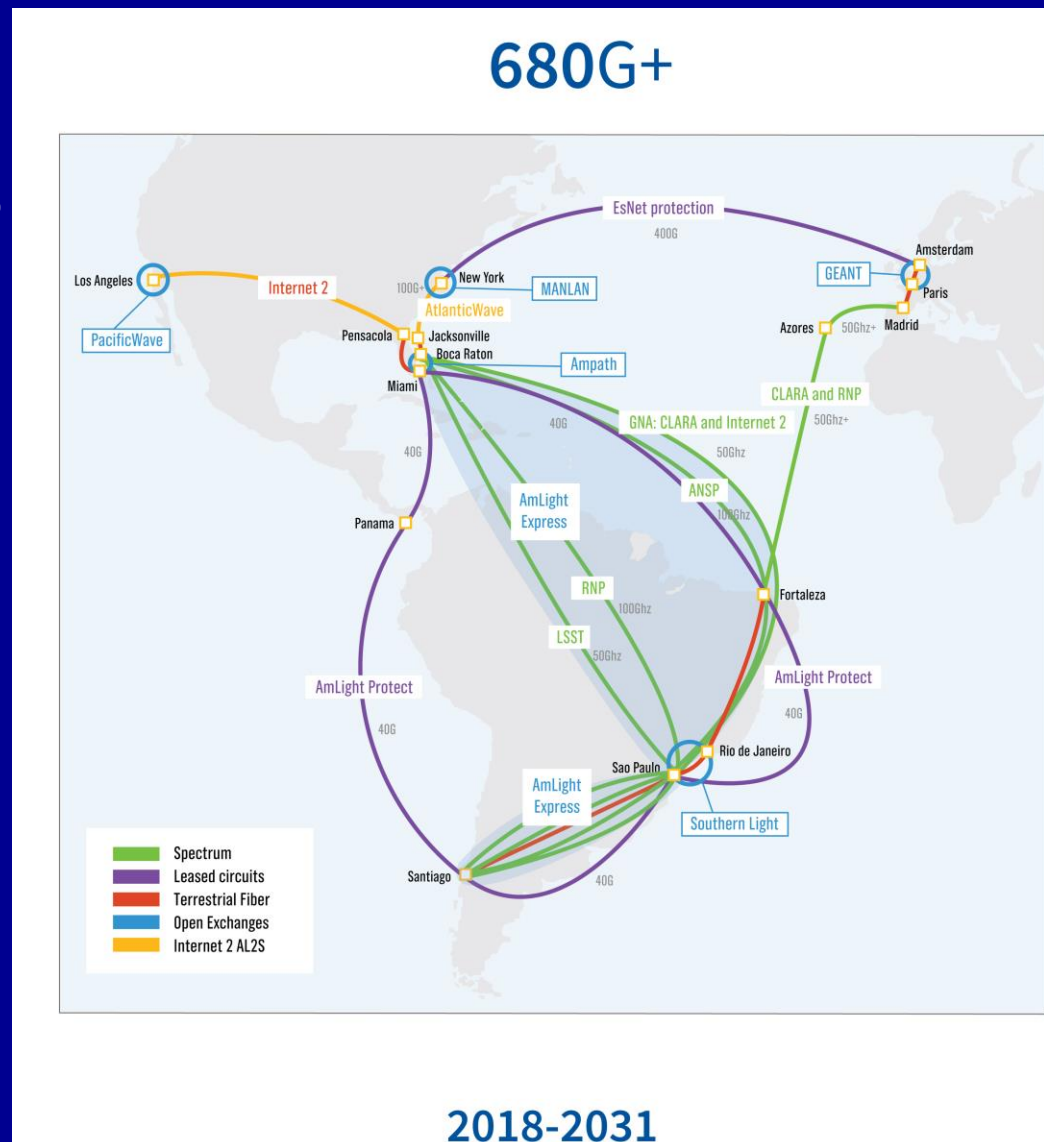 680G+
EsNet protection
400G
Amsterdam
GEANT
Paris
Los Angeles
Internet 2
100G+
New York
MANLAN
AtlanticWave
PacificWave
Pensacola
Jacksonville
Boca Raton
Azores
50Ghz+
Madrid
Ampath
Miami
CLARA and RNP
50Ghz+
GNA: CLARA and Internet 2
40G
40G
50Ghz
ANSP
100Ghz
AmLight
Express
Panama
RNP
100Ghz
Fortaleza
LSST
50Ghz
AmLight Protect
40G
AmLight Protect
40G
Rio de Janeiro
Sao Paulo
AmLight
Express
Southern Light
Santiago
40G
Spectrum
Leased circuits
Terrestrial Fiber
Open Exchanges
Internet 2 AL2S
2018-2031